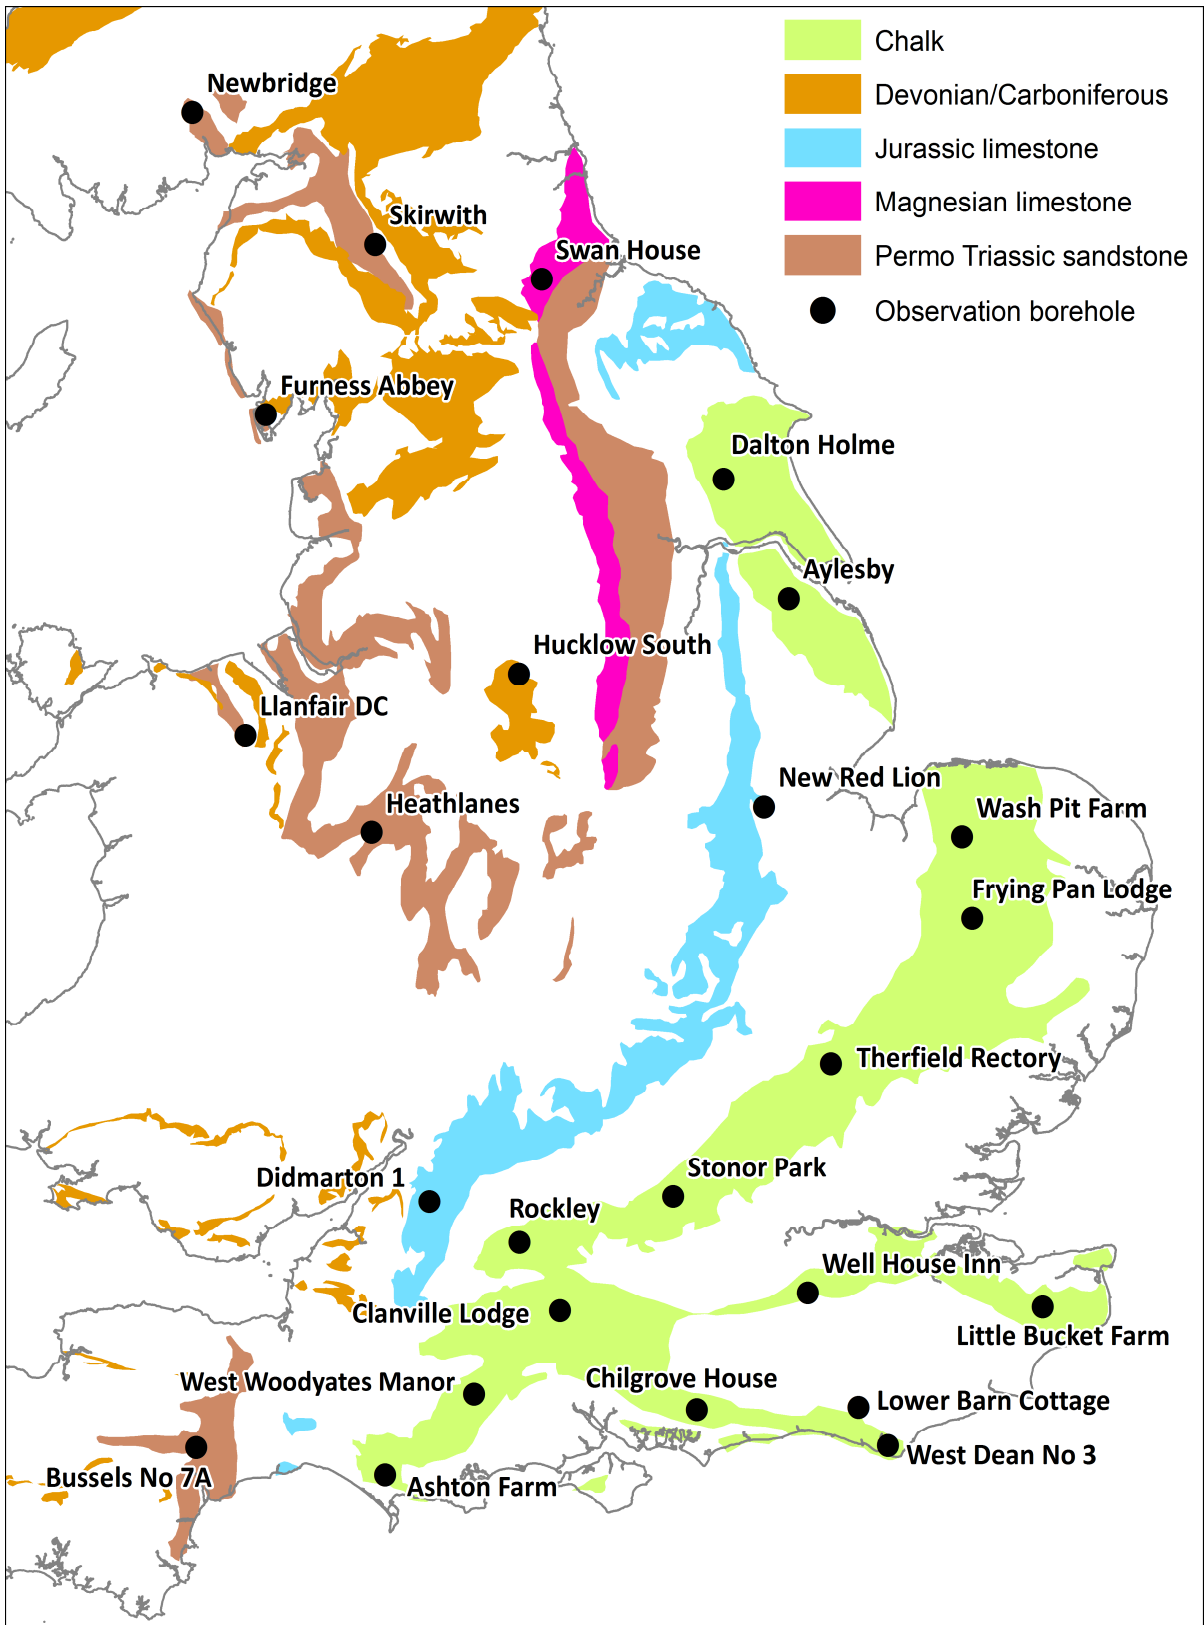 Chalk
Devonian/Carboniferous
Jurassic limestone
Magnesian limestone
Permo Triassic sandstone
Observation borehole
Newbridge
Skirwith
Swan House
Furness Abbey
Dalton Holme
Aylesby
Hucklow South
Llanfair DC
New Red Lion
Heathlanes
Wash Pit Farm
Frying Pan Lodge
Therfield Rectory
Stonor Park
Didmarton 1
Rockley
Well House Inn
Clanville Lodge
Little Bucket Farm
West Woodyates Manor
Chilgrove House
Lower Barn Cottage
West Dean No 3
Bussels No 7A
Ashton Farm